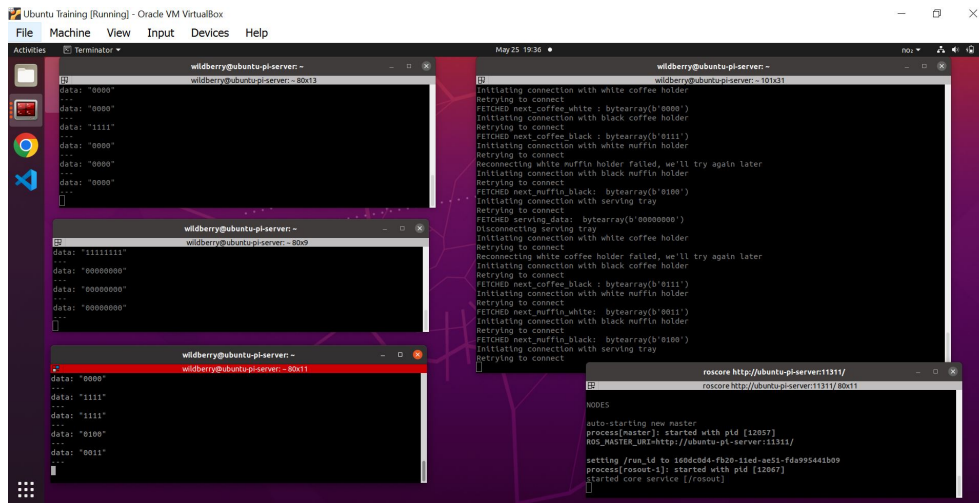 Ubuntu Training [Running] - Oracle VM VirtualBox
File Machine View Input Devices Help
Activities Terminator May 25 19:36 no₂
wildberry@ubuntu-pi-server: ~
wildberry@ubuntu-pi-server: ~ 80x13
data: "0000"
---
data: "0000"
---
data: "1111"
---
data: "0000"
---
data: "0000"
---
data: "0000"
---
wildberry@ubuntu-pi-server: ~
wildberry@ubuntu-pi-server: ~ 80x9
data: "11111111"
---
data: "00000000"
---
data: "00000000"
---
data: "00000000"
---
wildberry@ubuntu-pi-server: ~
wildberry@ubuntu-pi-server: ~ 80x11
data: "0000"
---
data: "1111"
---
data: "1111"
---
data: "0100"
---
data: "0011"
---
wildberry@ubuntu-pi-server: ~
wildberry@ubuntu-pi-server: ~ 101x31
Initiating connection with white coffee holder
Retrying to connect
FETCHED next_coffee_white : bytearray(b'0000')
Initiating connection with black coffee holder
Retrying to connect
FETCHED next_coffee_black : bytearray(b'0111')
Initiating connection with white muffin holder
Retrying to connect
Reconnecting white muffin holder failed, we'll try again later
Initiating connection with black muffin holder
Retrying to connect
FETCHED next_muffin_black: bytearray(b'0100')
Initiating connection with serving tray
Retrying to connect
FETCHED serving_data: bytearray(b'00000000')
Disconnecting serving tray
Initiating connection with white coffee holder
Retrying to connect
Reconnecting white coffee holder failed, we'll try again later
Initiating connection with black coffee holder
Retrying to connect
FETCHED next_coffee_black : bytearray(b'0111')
Initiating connection with white muffin holder
Retrying to connect
FETCHED next_muffin_white: bytearray(b'0011')
Initiating connection with black muffin holder
Retrying to connect
FETCHED next_muffin_black: bytearray(b'0100')
Initiating connection with serving tray
Retrying to connect
roscore http://ubuntu-pi-server:11311/
roscore http://ubuntu-pi-server:11311/ 80x11
NODES
auto-starting new master
process[master]: started with pid [12057]
ROS_MASTER_URI=http://ubuntu-pi-server:11311/
setting /run_id to 160dc0d4-fb20-11ed-ae51-fda995441b09
process[rosout-1]: started with pid [12067]
started core service [/rosout]